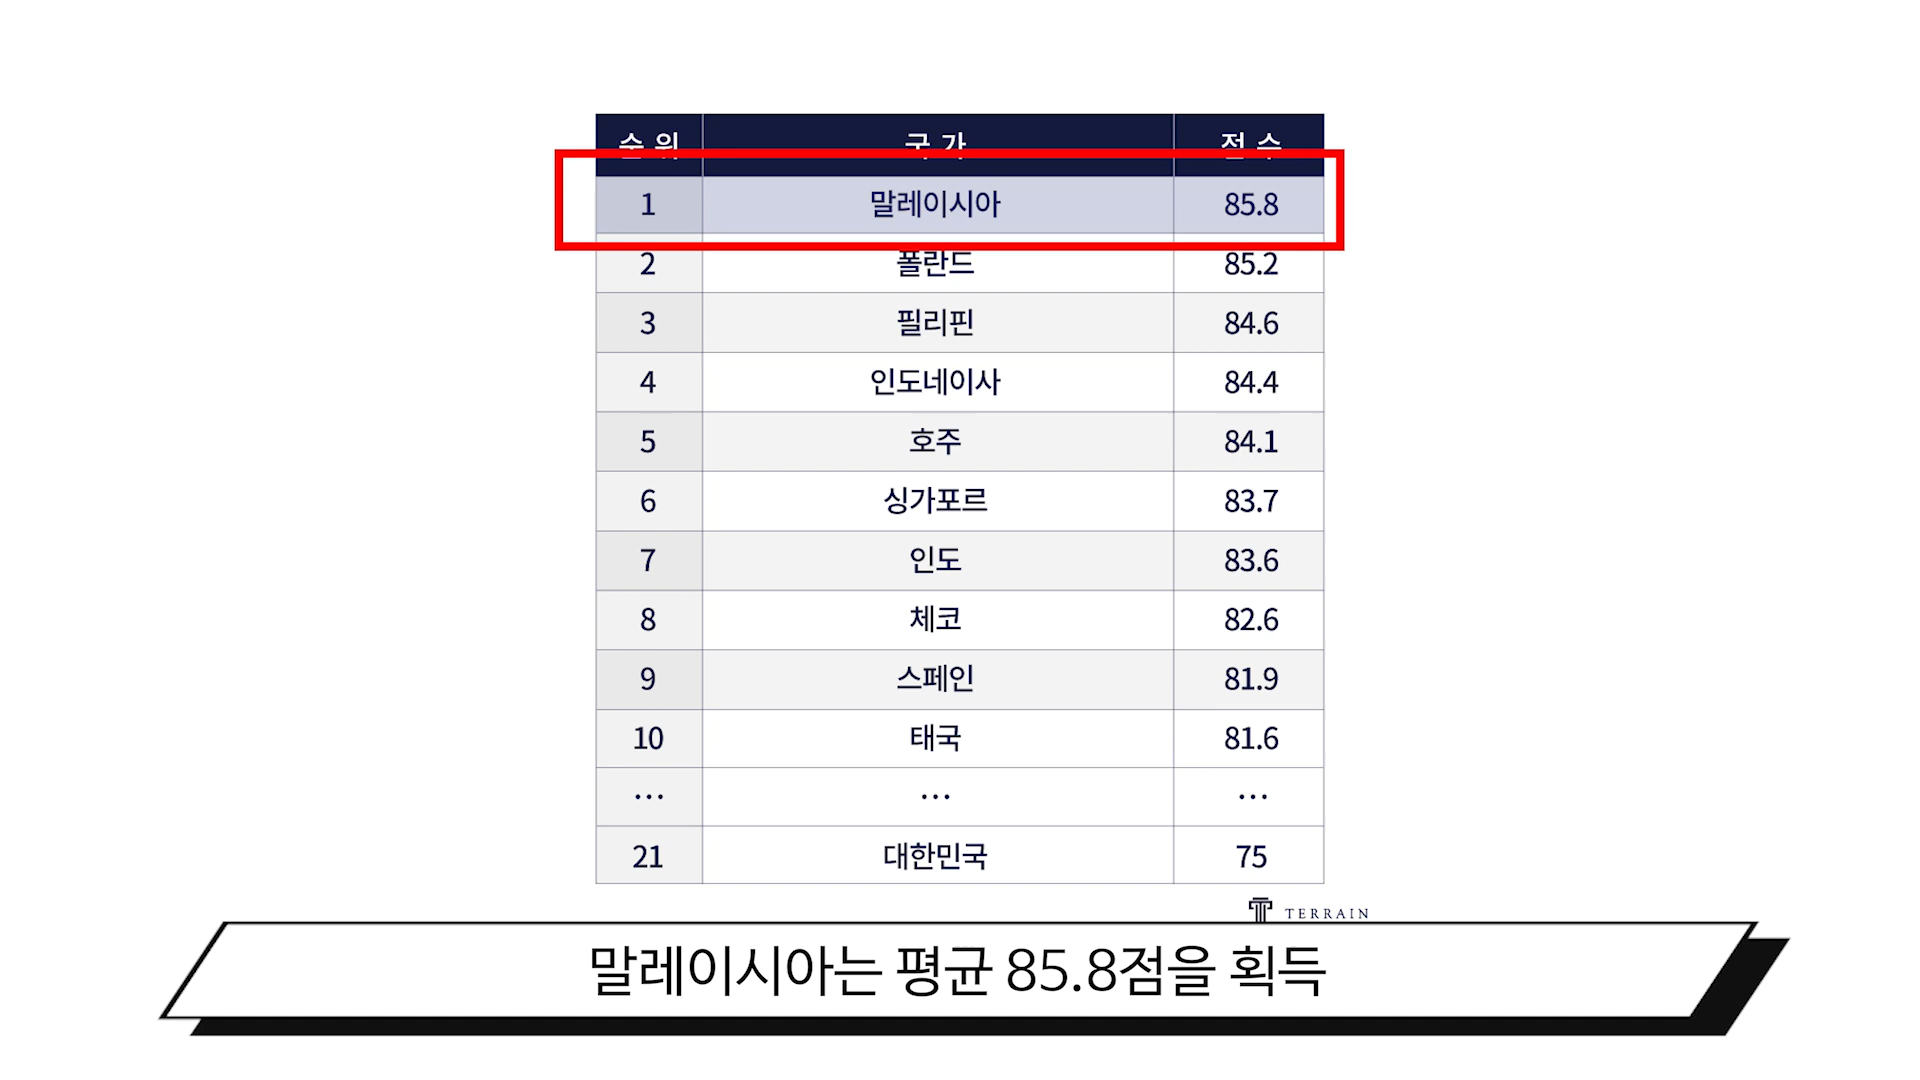 순 위 국 가 점 수
1 말레이시아 85.8
2 폴란드 85.2
3 필리핀 84.6
4 인도네이사 84.4
5 호주 84.1
6 싱가포르 83.7
7 인도 83.6
8 체코 82.6
9 스페인 81.9
10 태국 81.6
… … …
21 대한민국 75
TERRAIN
말레이시아는 평균 85.8점을 획득